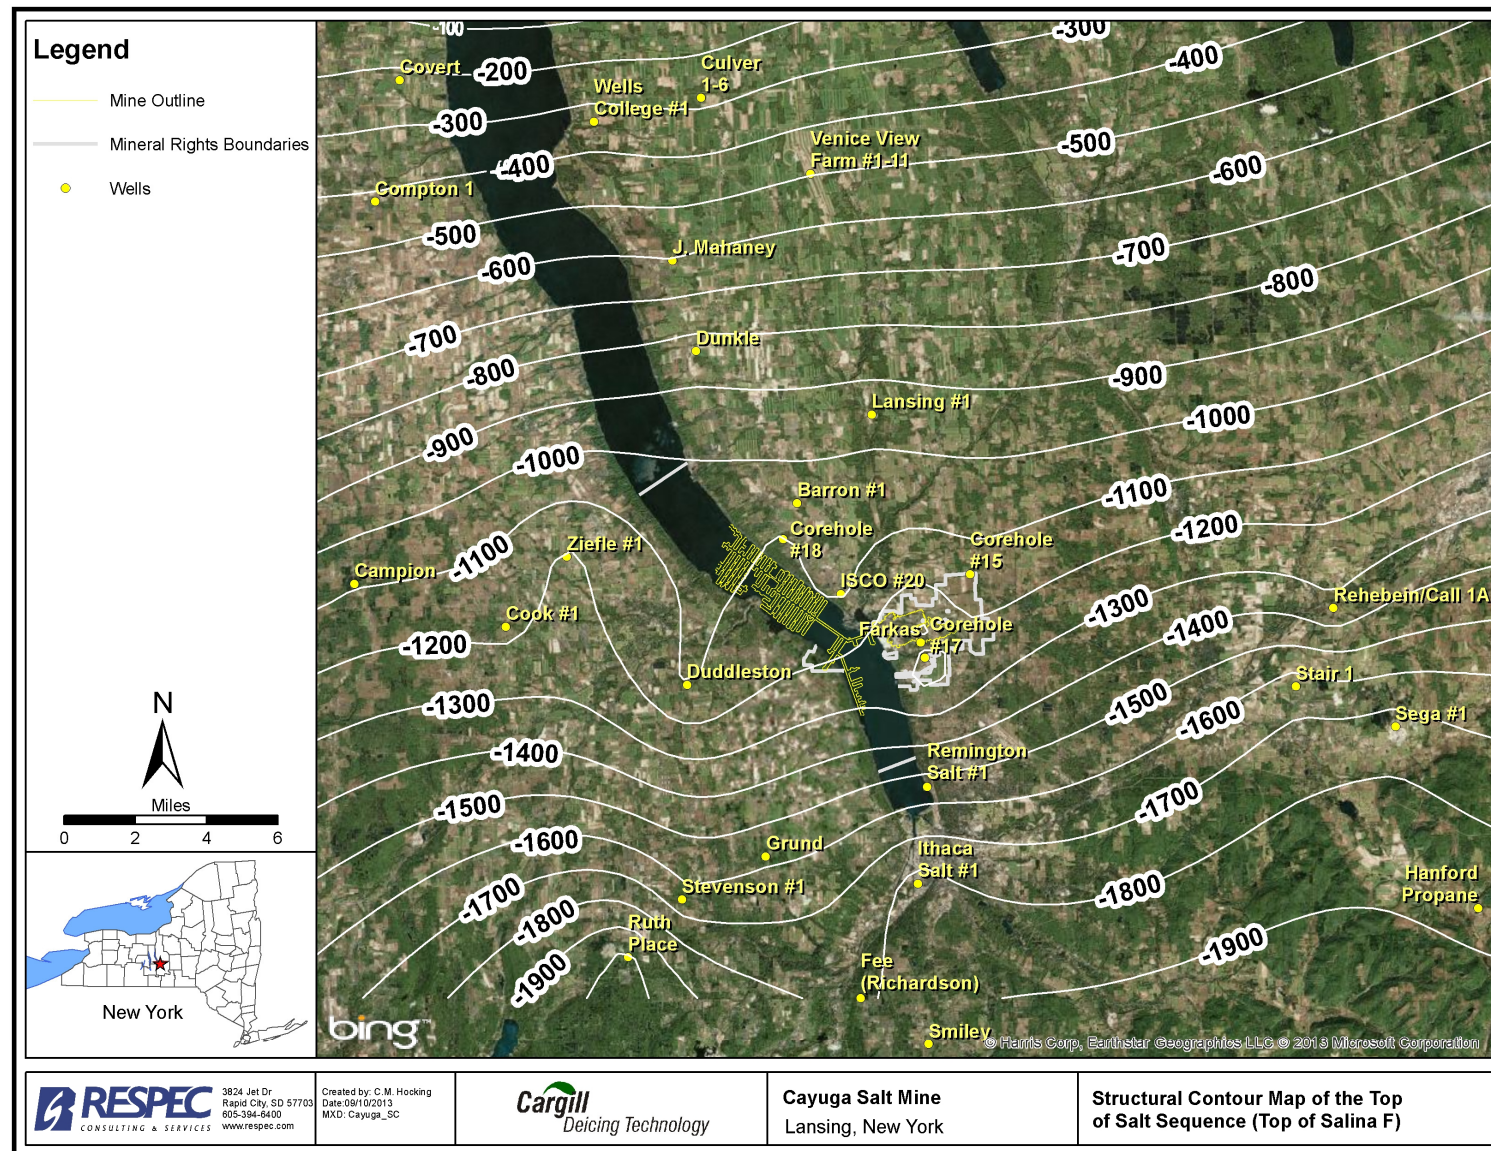 Legend
Mine Outline
Mineral Rights Boundaries
Wells
N
Miles
0 2 4 6
New York
-100
-300
Covert
-200
Culver
1-6
-400
Wells
College #1
-300
Venice View
Farm #1-11
-500
-400
-600
Compton 1
-500
J. Mahaney
-700
-600
-800
-700
Dunkle
-800
-900
Lansing #1
-1000
-900
-1000
Barron #1
-1100
-1200
Corehole
#18
Corehole
#15
Ziefle #1
-1100
Campion
ISCO #20
Rehebein/Call 1A
-1300
Cook #1
-1400
Farkas
Corehole
#17
-1200
Duddleston
Stair 1
-1300
-1500
-1600
Sega #1
-1400
Remington
Salt #1
-1500
-1700
-1600
Grund
Ithaca
Salt #1
-1700
Stevenson #1
-1800
Hanford
Propane
-1800
Ruth
Place
-1900
-1900
Fee
(Richardson)
Smiley
bing™
© Harris Corp, Earthstar Geographics LLC © 2013 Microsoft Corporation
RESPEC
CONSULTING & SERVICES
3824 Jet Dr
Rapid City, SD 57703
605-394-6400
www.respec.com
Created by: C.M. Hocking
Date:09/10/2013
MXD: Cayuga_SC
Cargill
Deicing Technology
Cayuga Salt Mine
Lansing, New York
Structural Contour Map of the Top
of Salt Sequence (Top of Salina F)